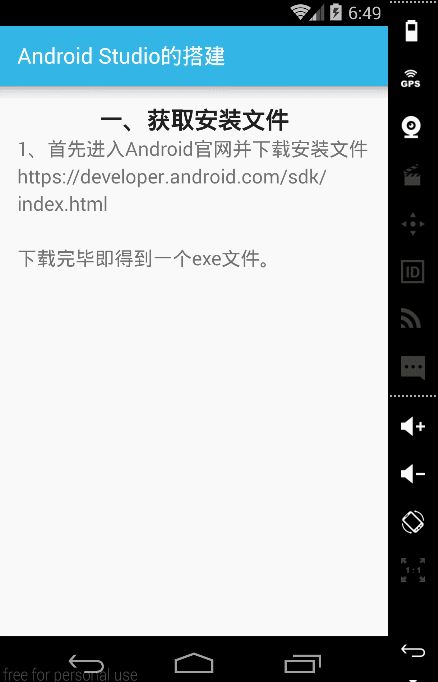 6:49
Android Studio的搭建
GPS
一、获取安装文件
1、首先进入Android官网并下载安装文件
https://developer.android.com/sdk/
index.html
下载完毕即得到一个exe文件。
ID
1:1
free for personal use